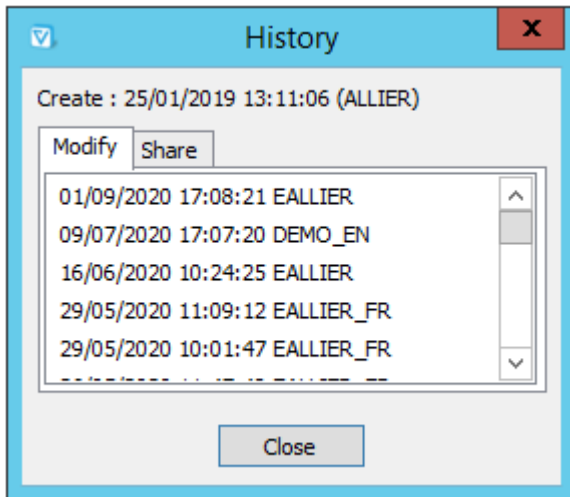 History
x
Create : 25/01/2019 13:11:06 (ALLIER)
Modify Share
01/09/2020 17:08:21 EALLIER
09/07/2020 17:07:20 DEMO_EN
16/06/2020 10:24:25 EALLIER
29/05/2020 11:09:12 EALLIER_FR
29/05/2020 10:01:47 EALLIER_FR
Close